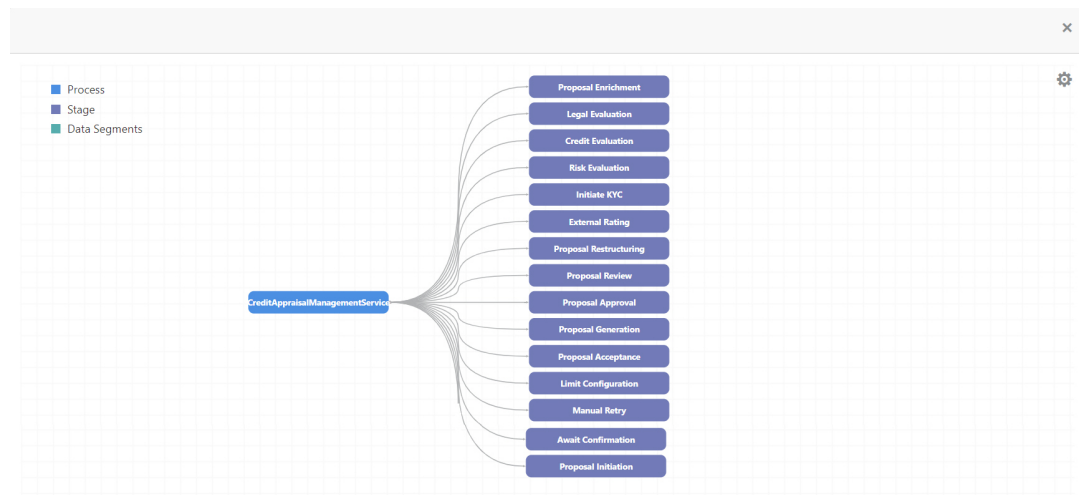 ×
Process
Stage
Data Segments
Proposal Enrichment
Legal Evaluation
Credit Evaluation
Risk Evaluation
Initiate KYC
External Rating
Proposal Restructuring
Proposal Review
CreditAppraisalManagementService
Proposal Approval
Proposal Generation
Proposal Acceptance
Limit Configuration
Manual Retry
Await Confirmation
Proposal Initiation